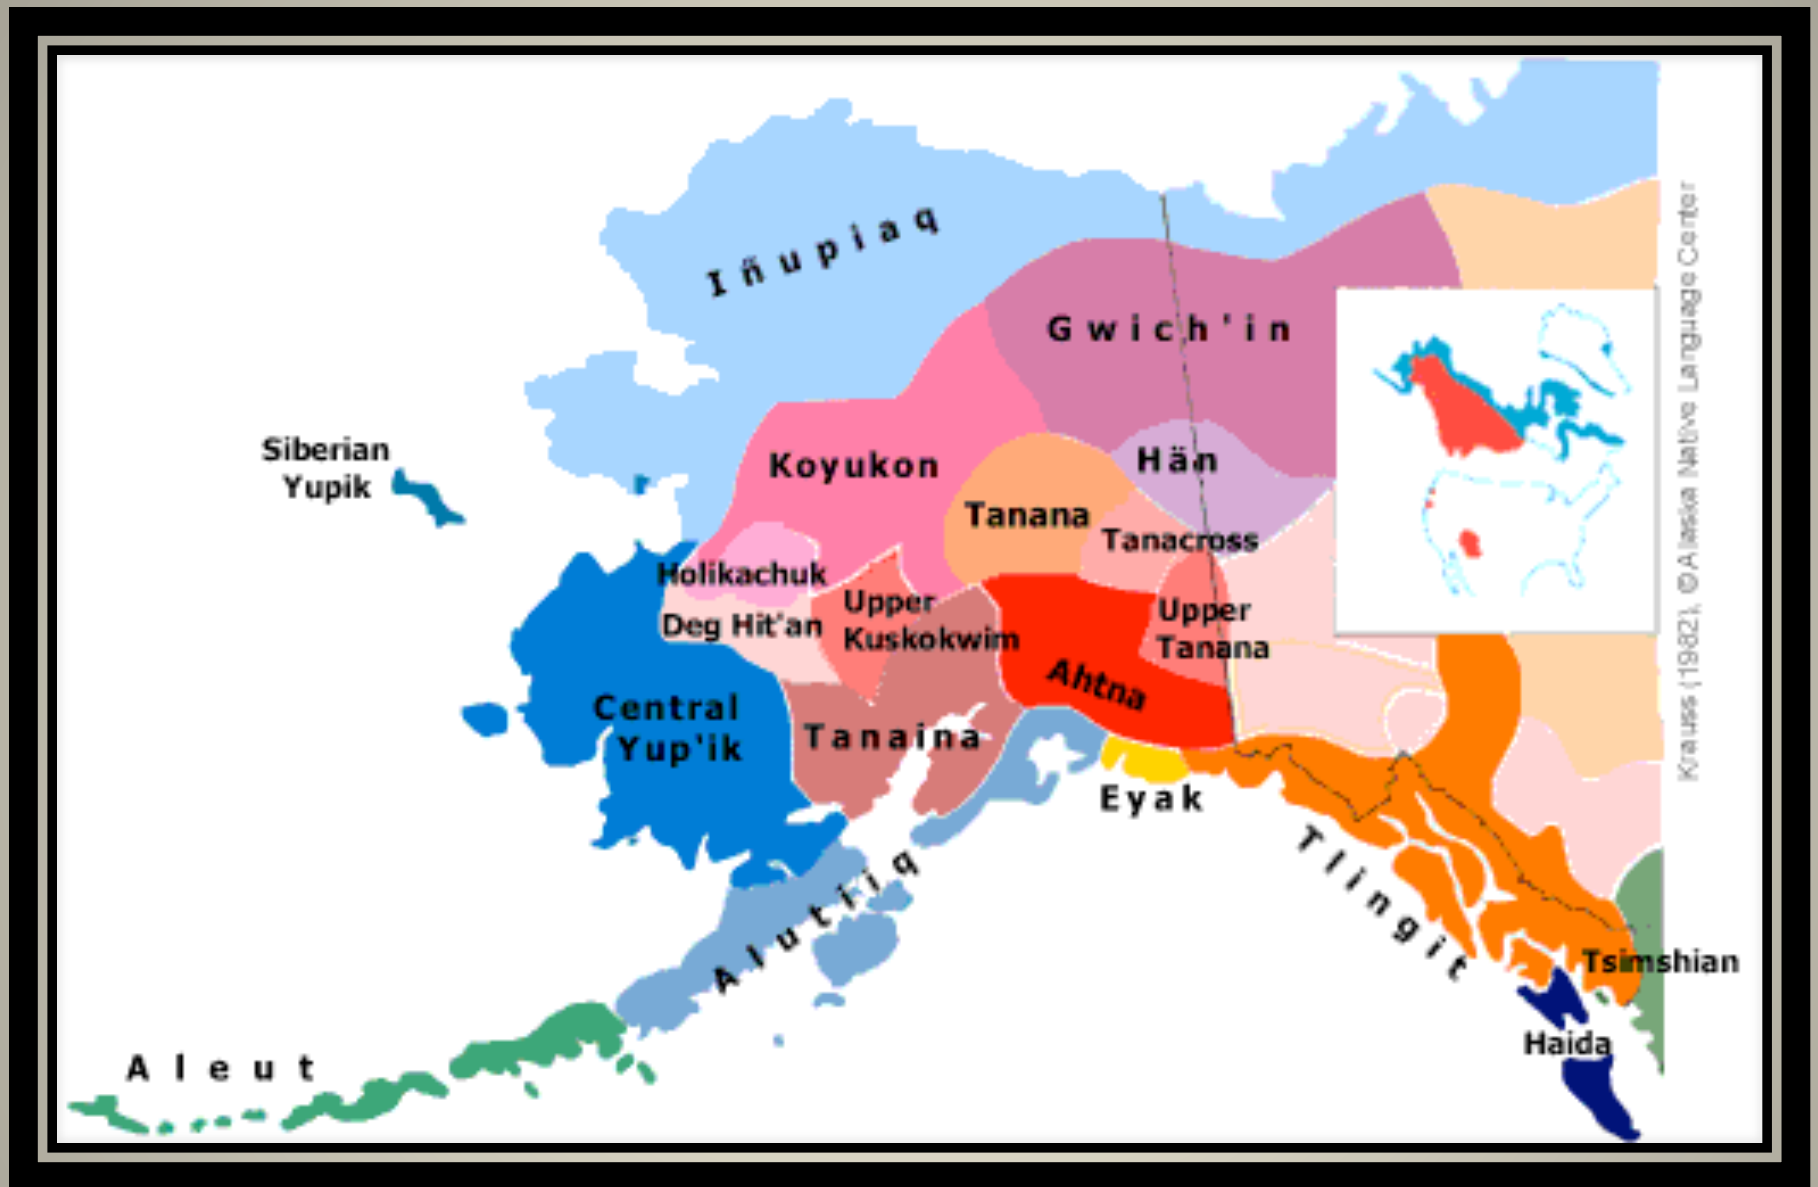 Iñupiaq
Gwich'in
Siberian
Yupik
Koyukon
Hän
Tanana
Tanacross
Holikachuk
Upper
Kuskokwim
Deg Hit'an
Upper
Tanana
Ahtna
Central
Yup'ik
Tanaina
Eyak
Alutiiq
Tlingit
Tsimshian
Haida
Aleut
Krauss (1982), ©Alaska Native Language Center